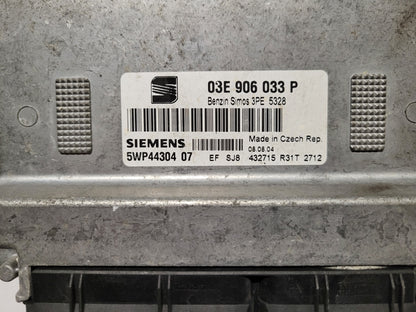 03E 906 033 P
Benzin Simos 3PE 5328
SIEMENS
Made in Czech Rep.
08.08.04
5WP44304 07
EF SJ8 432715 R31T 2712